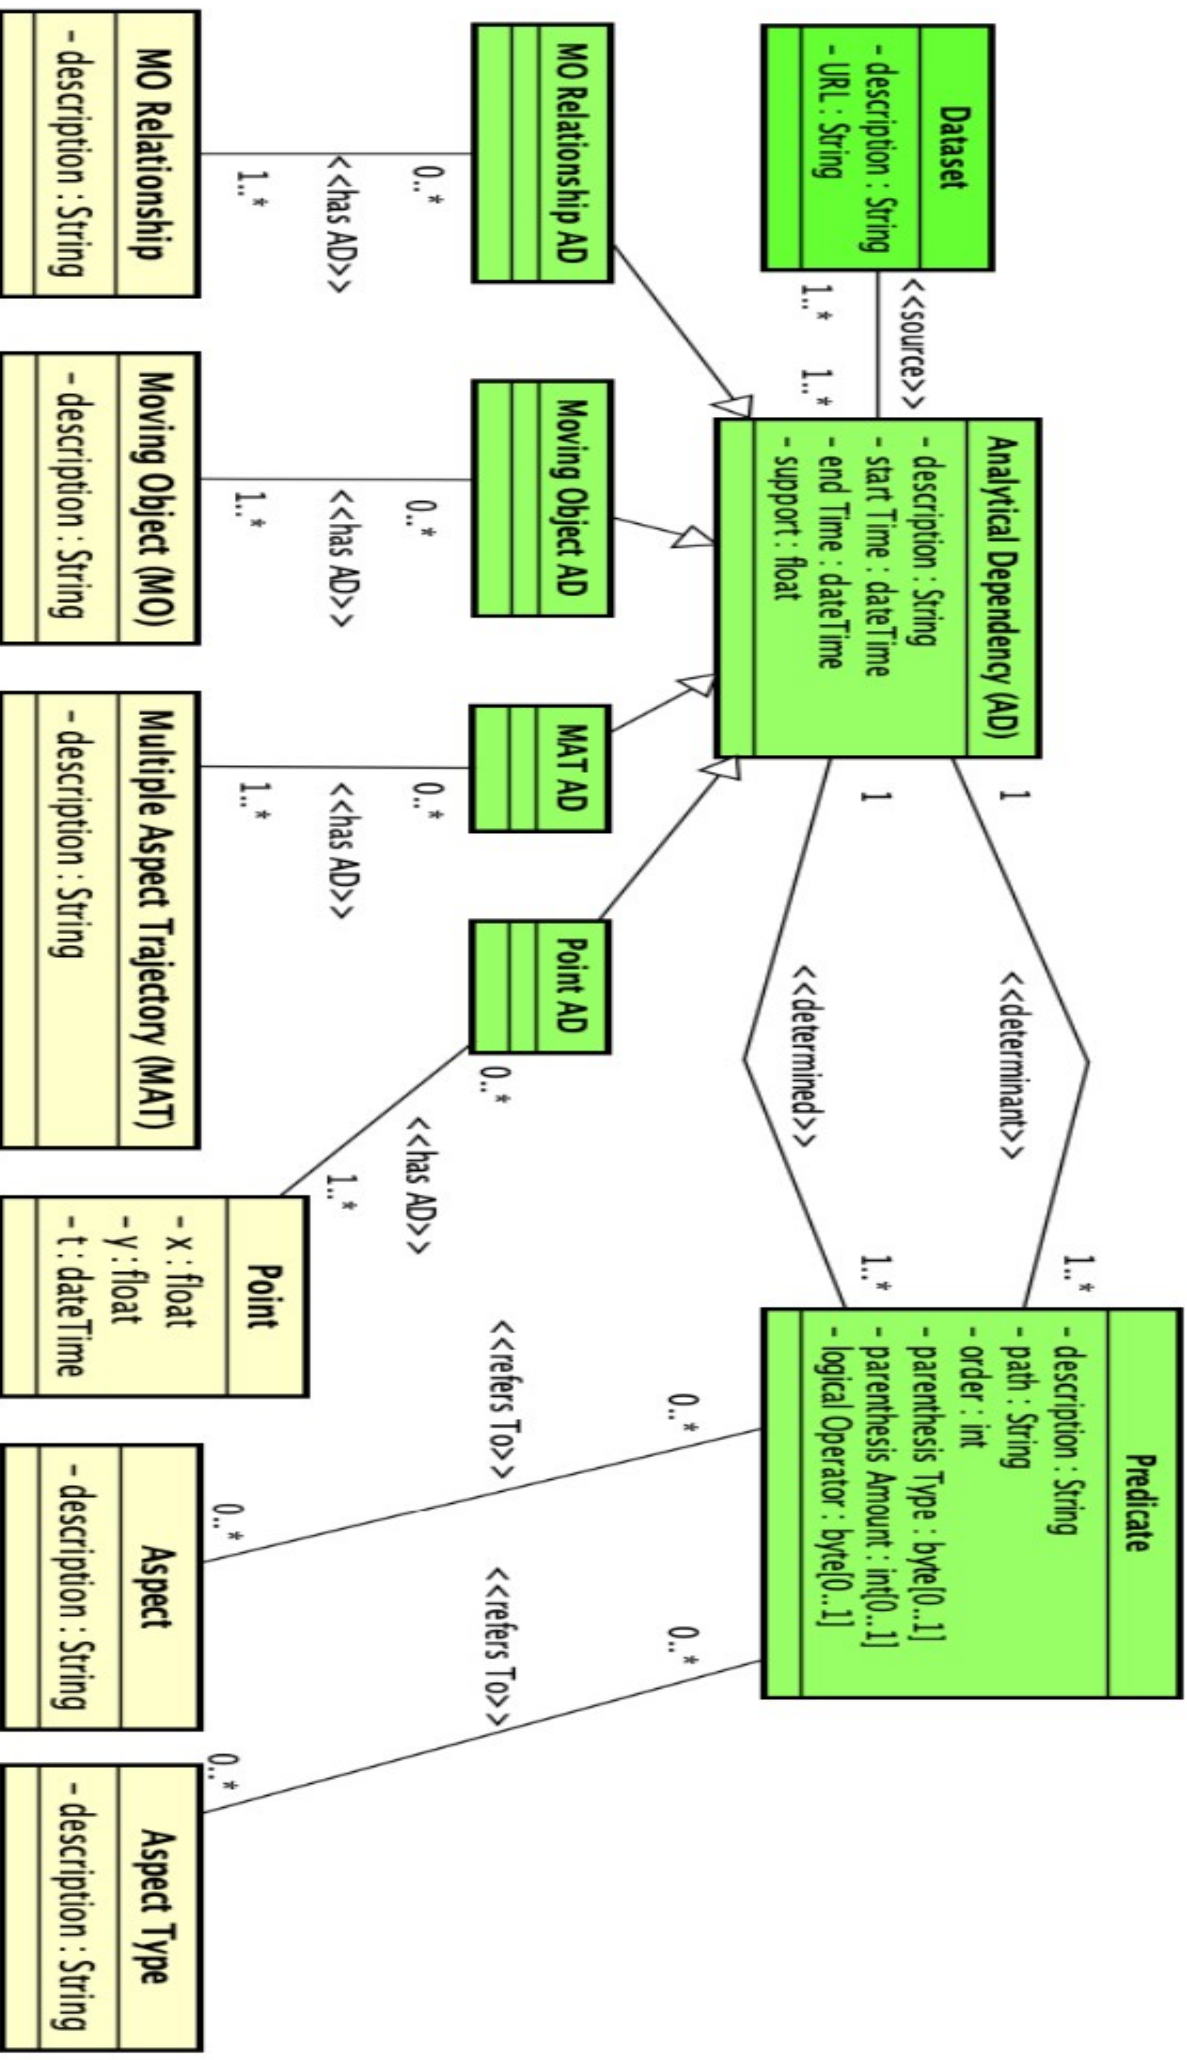 Dataset
- description : String
- URL : String
<<source>>
1..*
1..*
Analytical Dependency (AD)
- description : String
- start Time : dateTime
- end Time : dateTime
- support : float
1
<<determinant>>
1..*
1
<<determined>>
1..*
Predicate
- description : String
- path : String
- order : int
- parenthesis Type : byte[0..1]
- parenthesis Amount : int[0..1]
- logical Operator : byte[0..1]
MO Relationship AD
Moving Object AD
MAT AD
Point AD
0..*
<<has AD>>
1..*
0..*
<<has AD>>
1..*
0..*
<<has AD>>
1..*
0..*
<<has AD>>
1..*
0..*
<<refers To>>
0..*
0..*
<<refers To>>
0..*
MO Relationship
- description : String
Moving Object (MO)
- description : String
Multiple Aspect Trajectory (MAT)
- description : String
Point
- x : float
- y : float
- t : dateTime
Aspect
- description : String
Aspect Type
- description : String